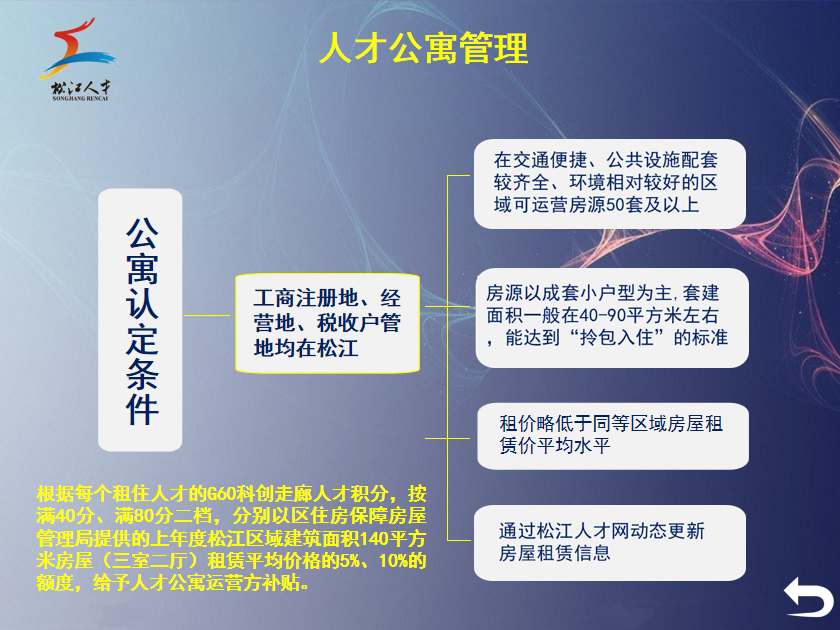 松江人才
SONGJIANG RENCAI
人才公寓管理
公寓认定条件
工商注册地、经
营地、税收户管
地均在松江
在交通便捷、公共设施配套
较齐全、环境相对较好的区
域可运营房源50套及以上
房源以成套小户型为主,套建
面积一般在40-90平方米左右
，能达到“拎包入住”的标准
租价略低于同等区域房屋租
赁价平均水平
通过松江人才网动态更新
房屋租赁信息
根据每个租住人才的G60科创走廊人才积分，按
满40分、满80分二档，分别以区住房保障房屋
管理局提供的上年度松江区域建筑面积140平方
米房屋（三室二厅）租赁平均价格的5%、10%的
额度，给予人才公寓运营方补贴。